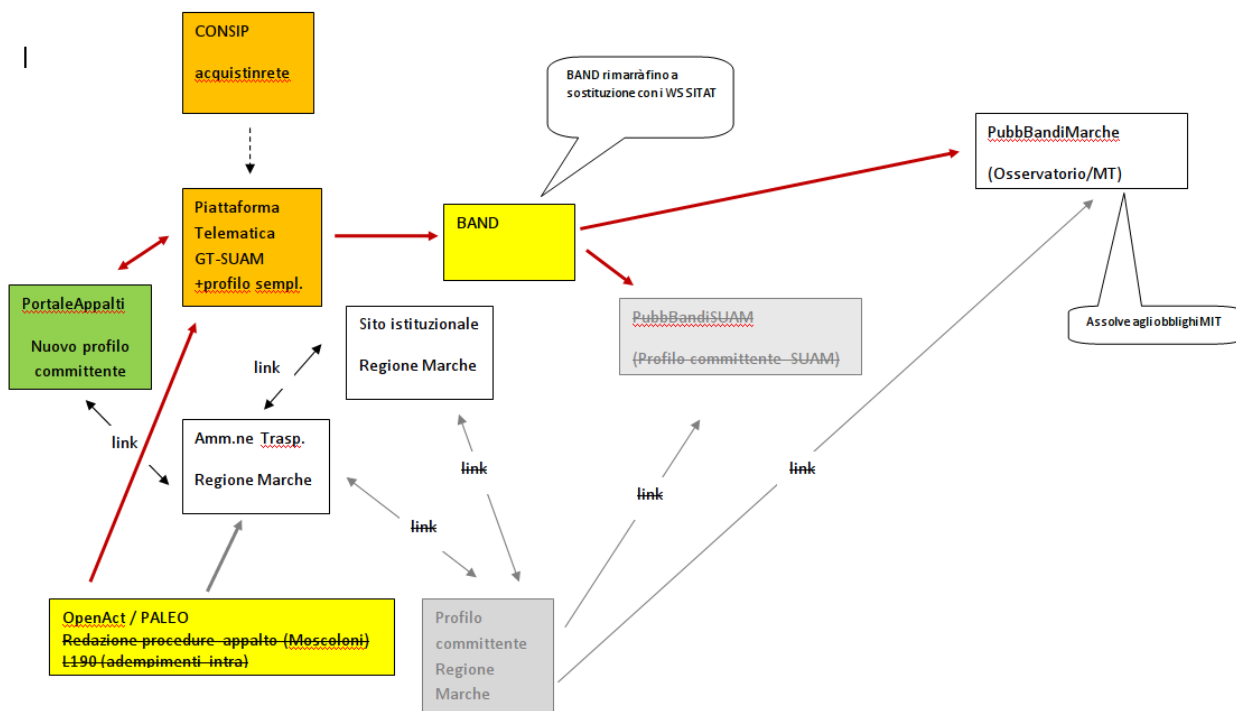 CONSIP
acquistinrete
BAND rimarrà fino a
sostituzione con i WS SITAT
PubbBandiMarche
(Osservatorio/MT)
Piattaforma
Telematica
GT-SUAM
+profilo sempl.
BAND
PortaleAppalti
Nuovo profilo
committente
Sito istituzionale
Regione Marche
PubbBandiSUAM
(Profilo committente SUAM)
Assolve agli obblighi MIT
link
link
Amm.ne Trasp.
Regione Marche
link
link
link
link
OpenAct / PALEO
Redazione procedure appalto (Moscoloni)
L190 (adempimenti intra)
Profilo
committente
Regione
Marche